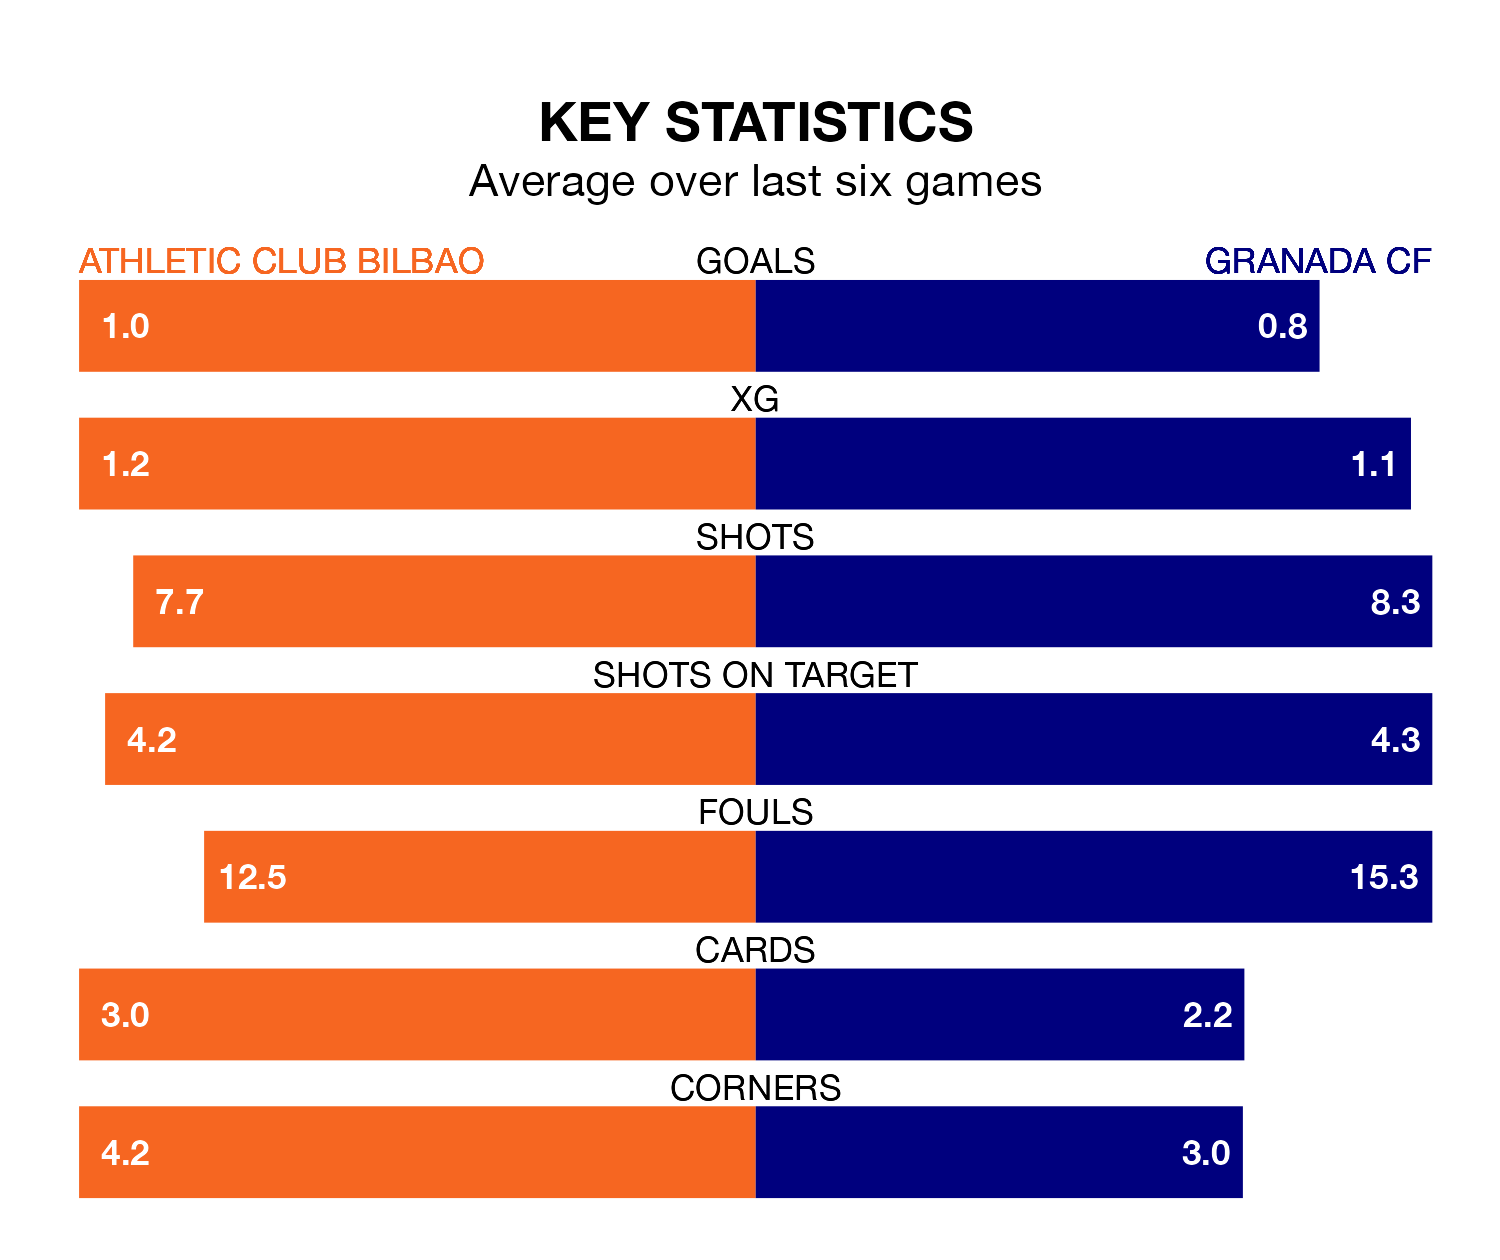 KEY STATISTICS
Average over last six games
ATHLETIC CLUB BILBAO GOALS GRANADA CF
1.0 0.8
XG
1.2 1.1
SHOTS
7.7 8.3
SHOTS ON TARGET
4.2 4.3
FOULS
12.5 15.3
CARDS
3.0 2.2
CORNERS
4.2 3.0